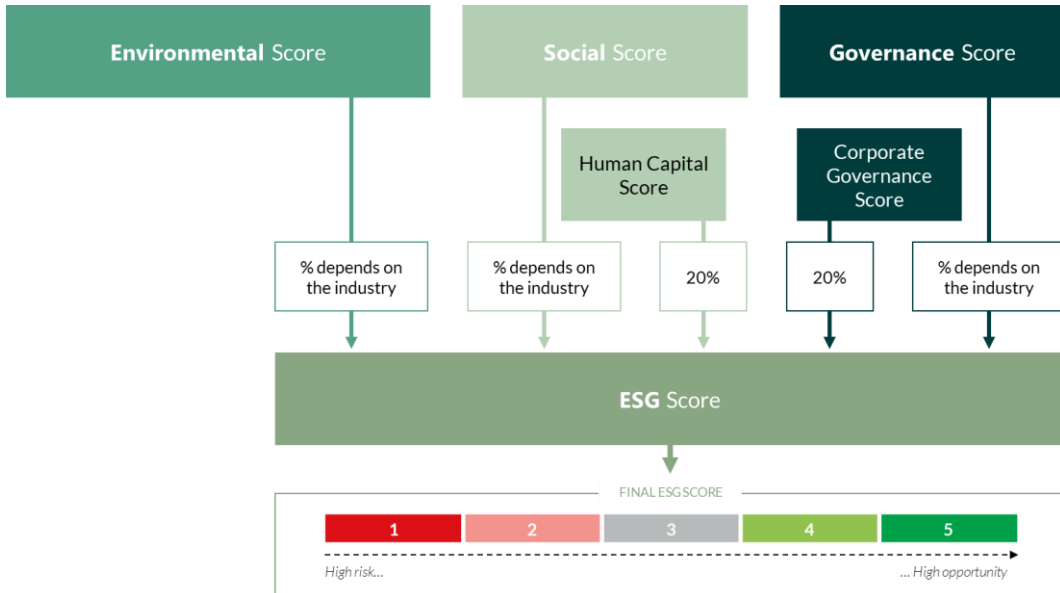 Environmental Score
Social Score
Governance Score
Human Capital
Score
Corporate
Governance
Score
% depends on
the industry
% depends on
the industry
20%
20%
% depends on
the industry
ESG Score
FINAL ESG SCORE
1
2
3
4
5
High risk...
... High opportunity